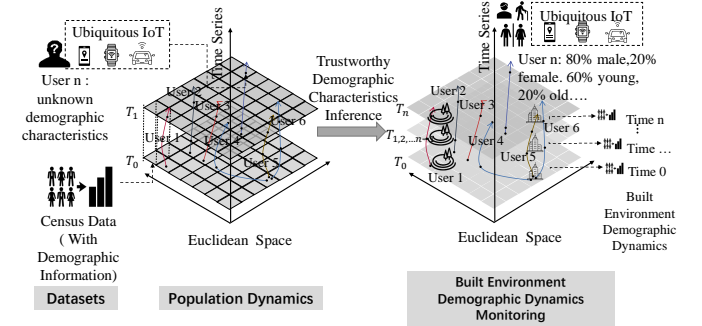 Ubiquitous IoT
User n :
unknown
demographic
characteristics
Census Data
( With
Demographic
Information)
Datasets
Time Series
User 2
User 3
T1
User 1
User 4
User 6
User 5
T0
Euclidean Space
Population Dynamics
Trustworthy
Demographic
Characteristics
Inference
Ubiquitous IoT
Time Series
User n: 80% male,20%
female. 60% young,
20% old….
User 2
Tn
User 3
T1,2,...n
User 4
User 6
User 5
T0
User 1
Time n
⋮
Time …
Time 0
Euclidean Space
Built
Environment
Demographic
Dynamics
Built Environment
Demographic Dynamics
Monitoring